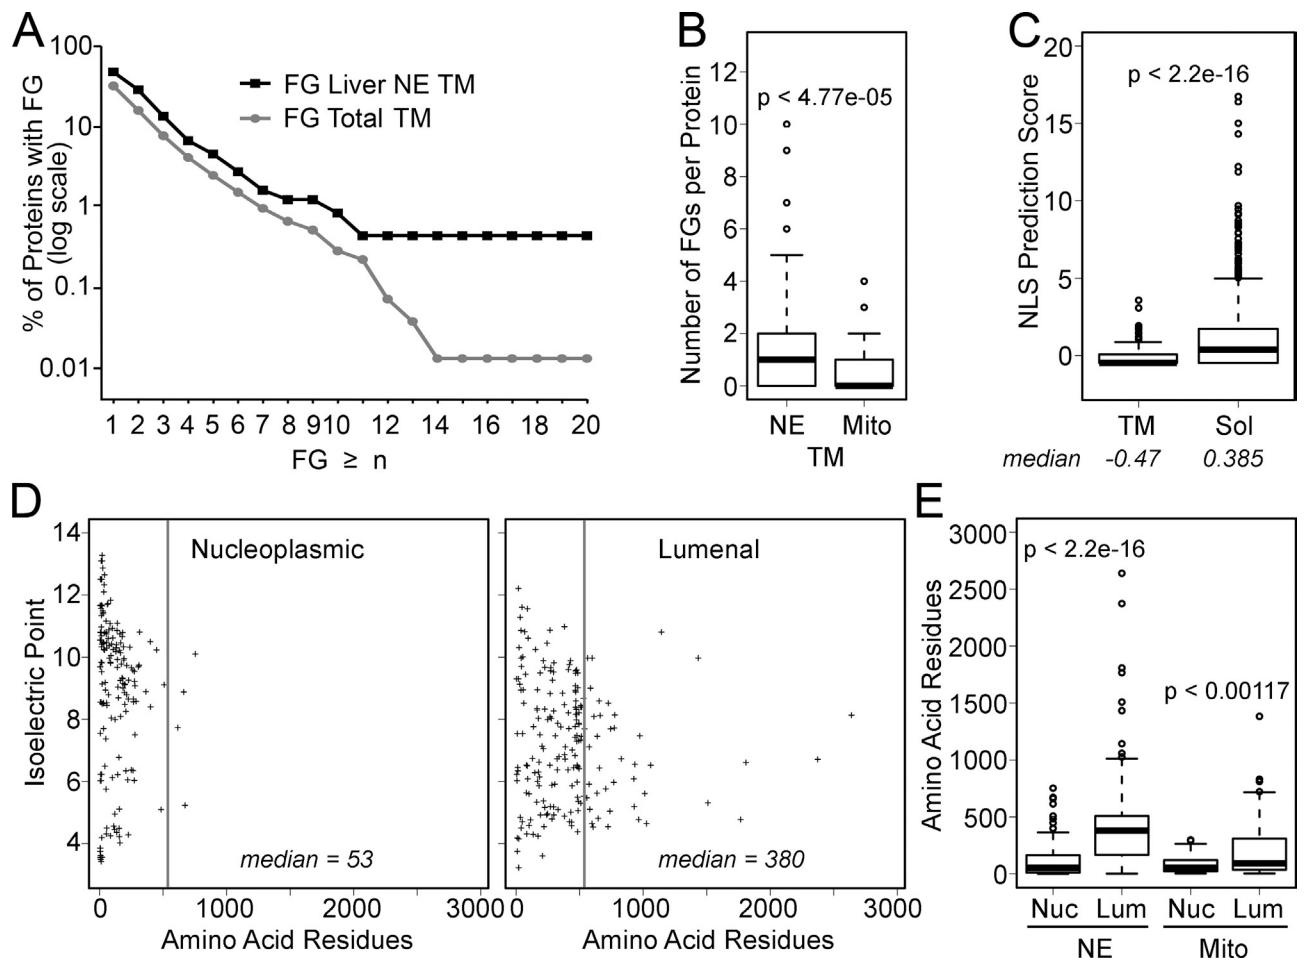 A
% of Proteins with FG
(log scale)
100
10
1
0.1
0.01
FG Liver NE TM
FG Total TM
1 2 3 4 5 6 7 8 9 10 12 14 16 18 20
FG ≥ n
B
Number of FGs per Protein
12
10
8
6
4
2
0
p < 4.77e-05
NE Mito
TM
C
NLS Prediction Score
20
15
10
5
0
p < 2.2e-16
TM Sol
median -0.47 0.385
D
Isoelectric Point
14
12
10
8
6
4
Nucleoplasmic
median = 53
0 1000 2000 3000
Amino Acid Residues
Lumenal
median = 380
0 1000 2000 3000
Amino Acid Residues
E
Amino Acid Residues
3000
2500
2000
1500
1000
500
0
p < 2.2e-16
p < 0.00117
Nuc Lum Nuc Lum
NE Mito